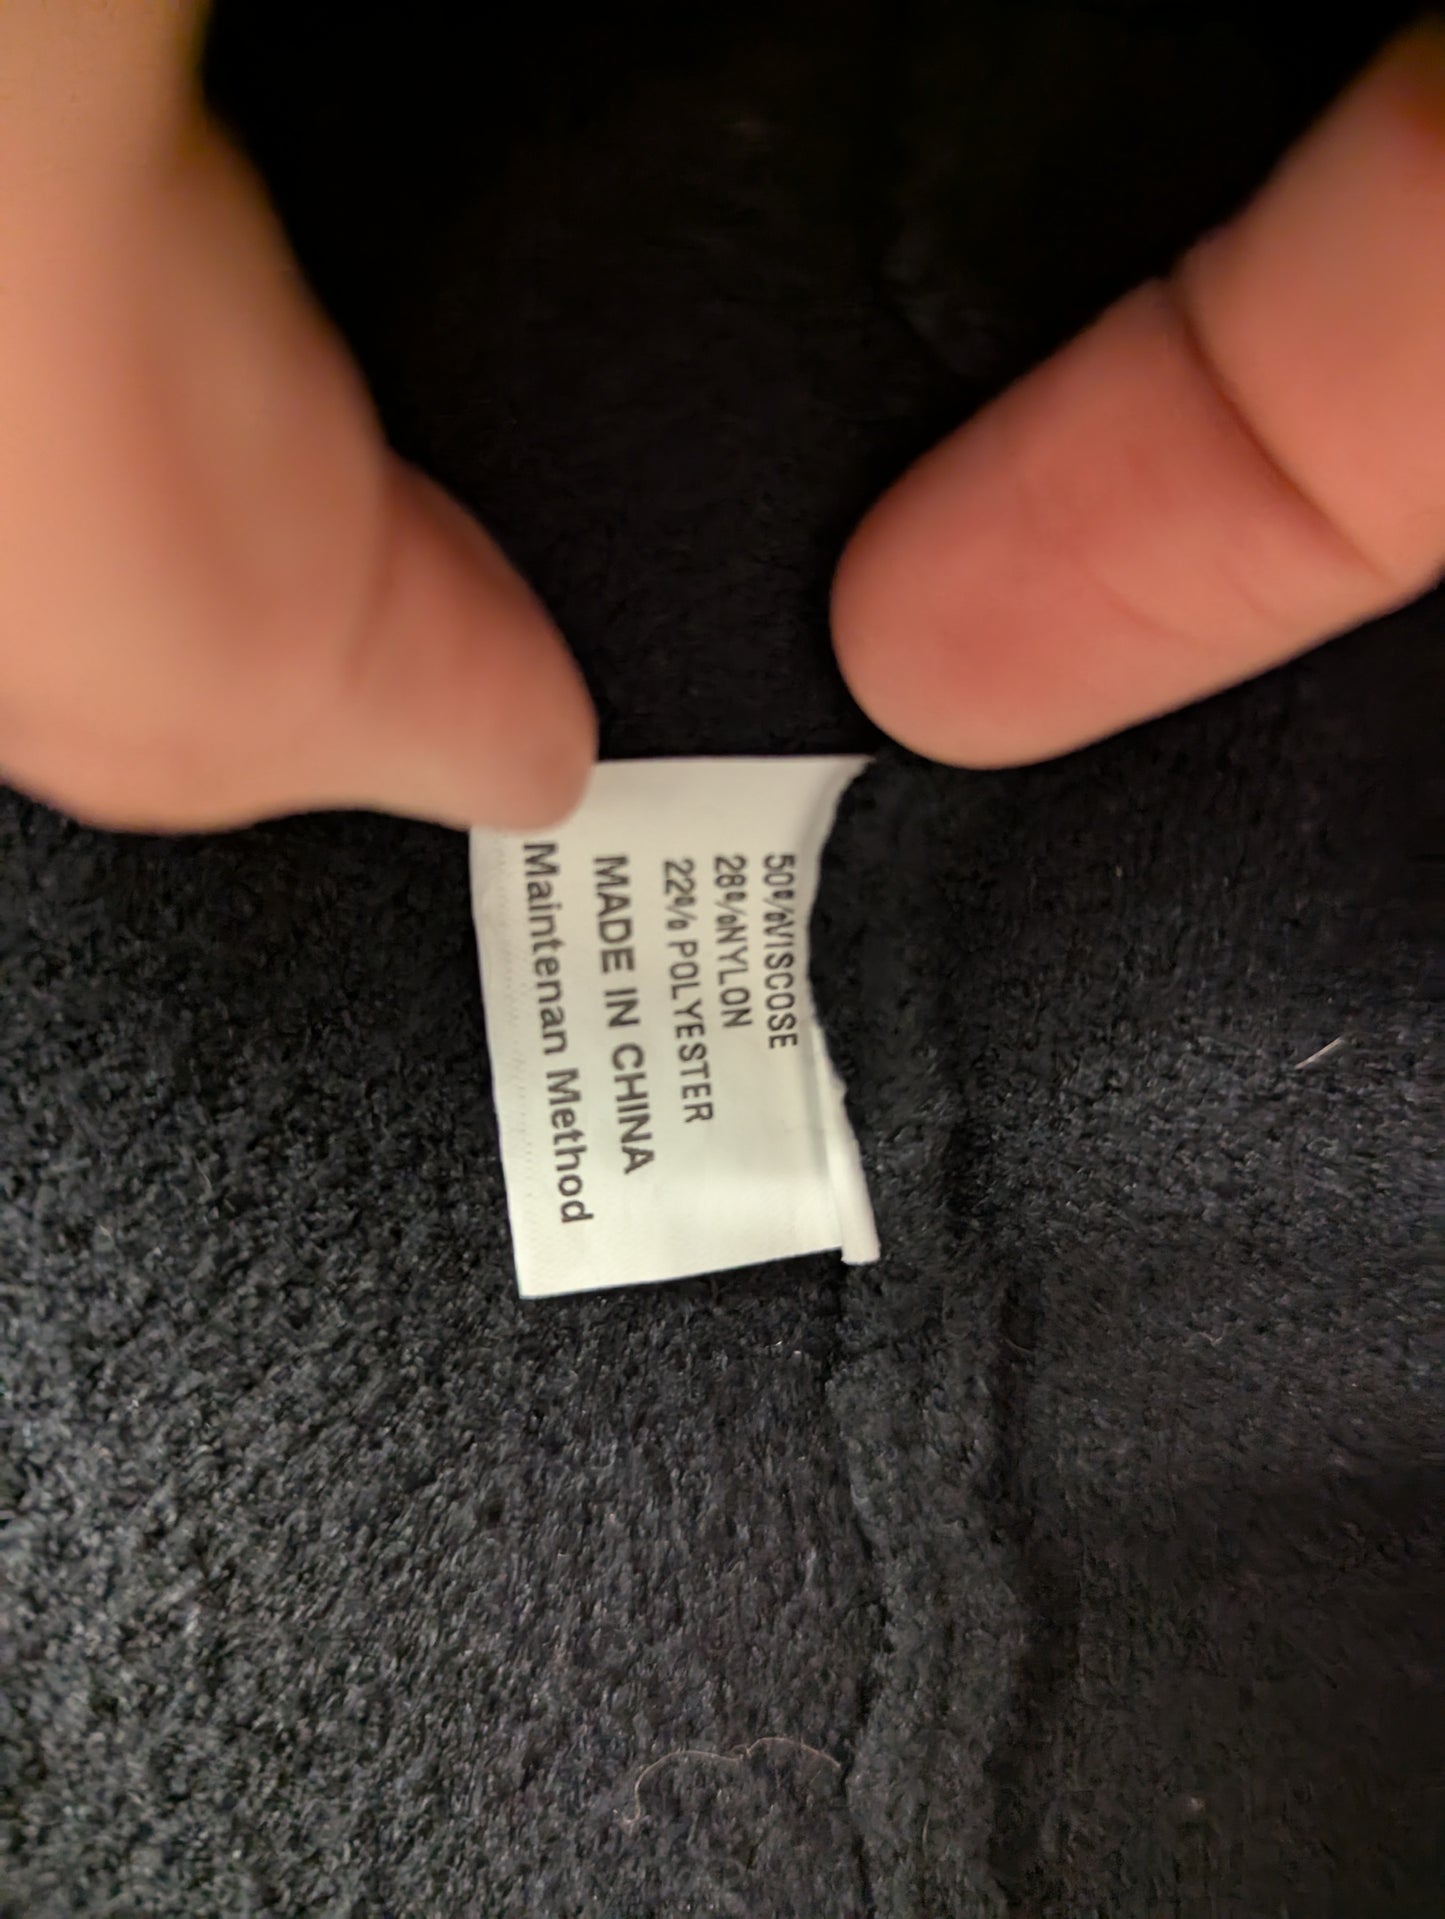 50%VISCOSE
28%NYLON
22% POLYESTER
MADE IN CHINA
Maintenan Method